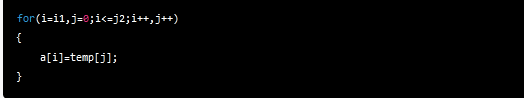 for(i=i1,j=0;i<=j2;i++,j++)
{
    a[i]=temp[j];
}